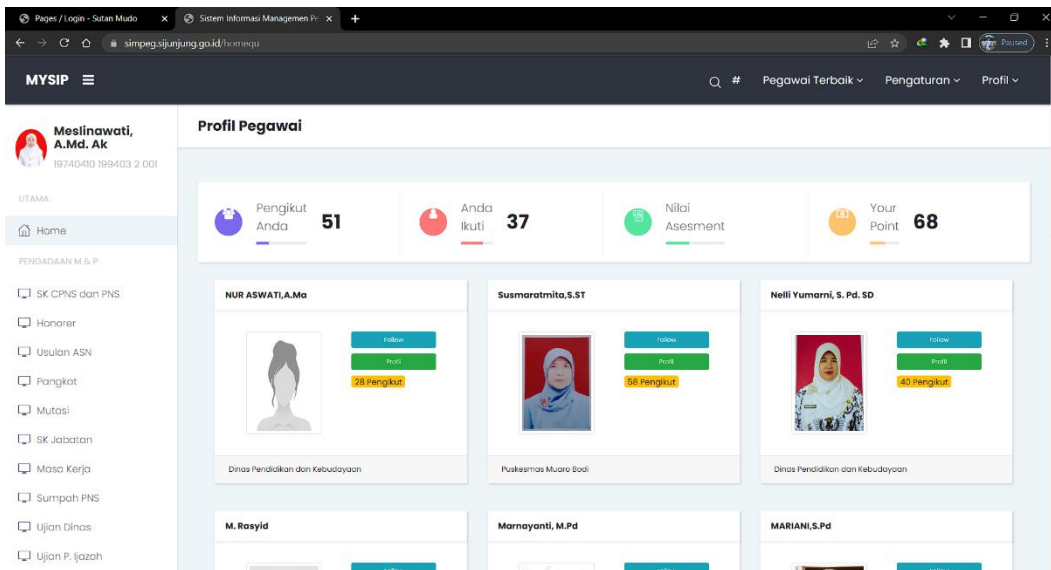 Pages / Login - Sutan Mudo
Sistem Informasi Managemen Pe
simpeg.sijunjung.go.id/homequ
Paused
MYSIP
#
Pegawai Terbaik
Pengaturan
Profil
Meslinawati,
A.Md. Ak
19740410 199403 2 001
Profil Pegawai
UTAMA
Home
PENGADAAN M & P
SK CPNS dan PNS
Honorer
Usulan ASN
Pangkat
Mutasi
SK Jabatan
Masa Kerja
Sumpah PNS
Ujian Dinas
Ujian P. Ijazah
Pengikut
Anda
51
Anda
Ikuti
37
Nilai
Asesment
Your
Point
68
NUR ASWATI,A.Ma
Follow
Profil
28 Pengikut
Dinas Pendidikan dan Kebudayaan
Susmaratmita,S.ST
Follow
Profil
58 Pengikut
Puskesmas Muaro Bodi
Nelli Yumarni, S. Pd. SD
Follow
Profil
40 Pengikut
Dinas Pendidikan dan Kebudayaan
M. Rasyid
Marnayanti, M.Pd
MARIANI,S.Pd